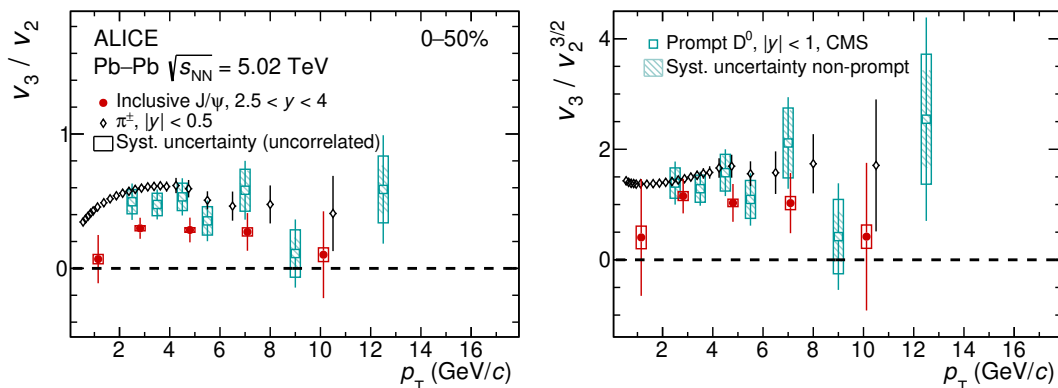 v₃ / v₂
ALICE
0–50%
Pb–Pb √sNN = 5.02 TeV
Inclusive J/ψ, 2.5 < y < 4
π±, |y| < 0.5
Syst. uncertainty (uncorrelated)
1
0
2 4 6 8 10 12 14 16
pT (GeV/c)
v₃ / v₂^3/2
Prompt D⁰, |y| < 1, CMS
Syst. uncertainty non-prompt
4
2
0
2 4 6 8 10 12 14 16
pT (GeV/c)